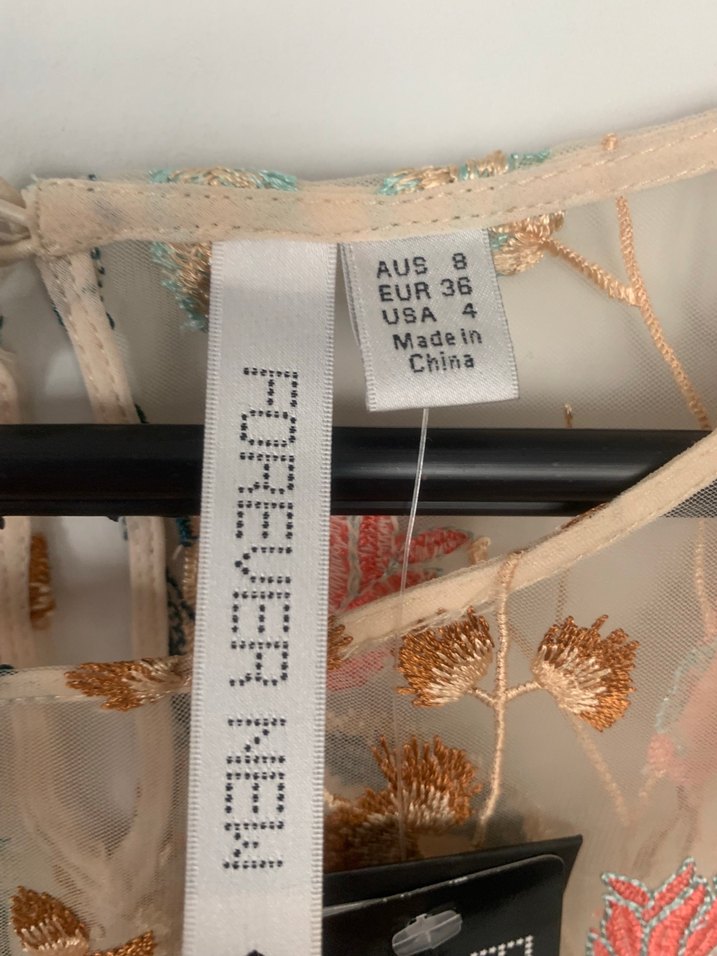 AUS 8
EUR 36
USA 4
Made in
China
FOREVER NEW